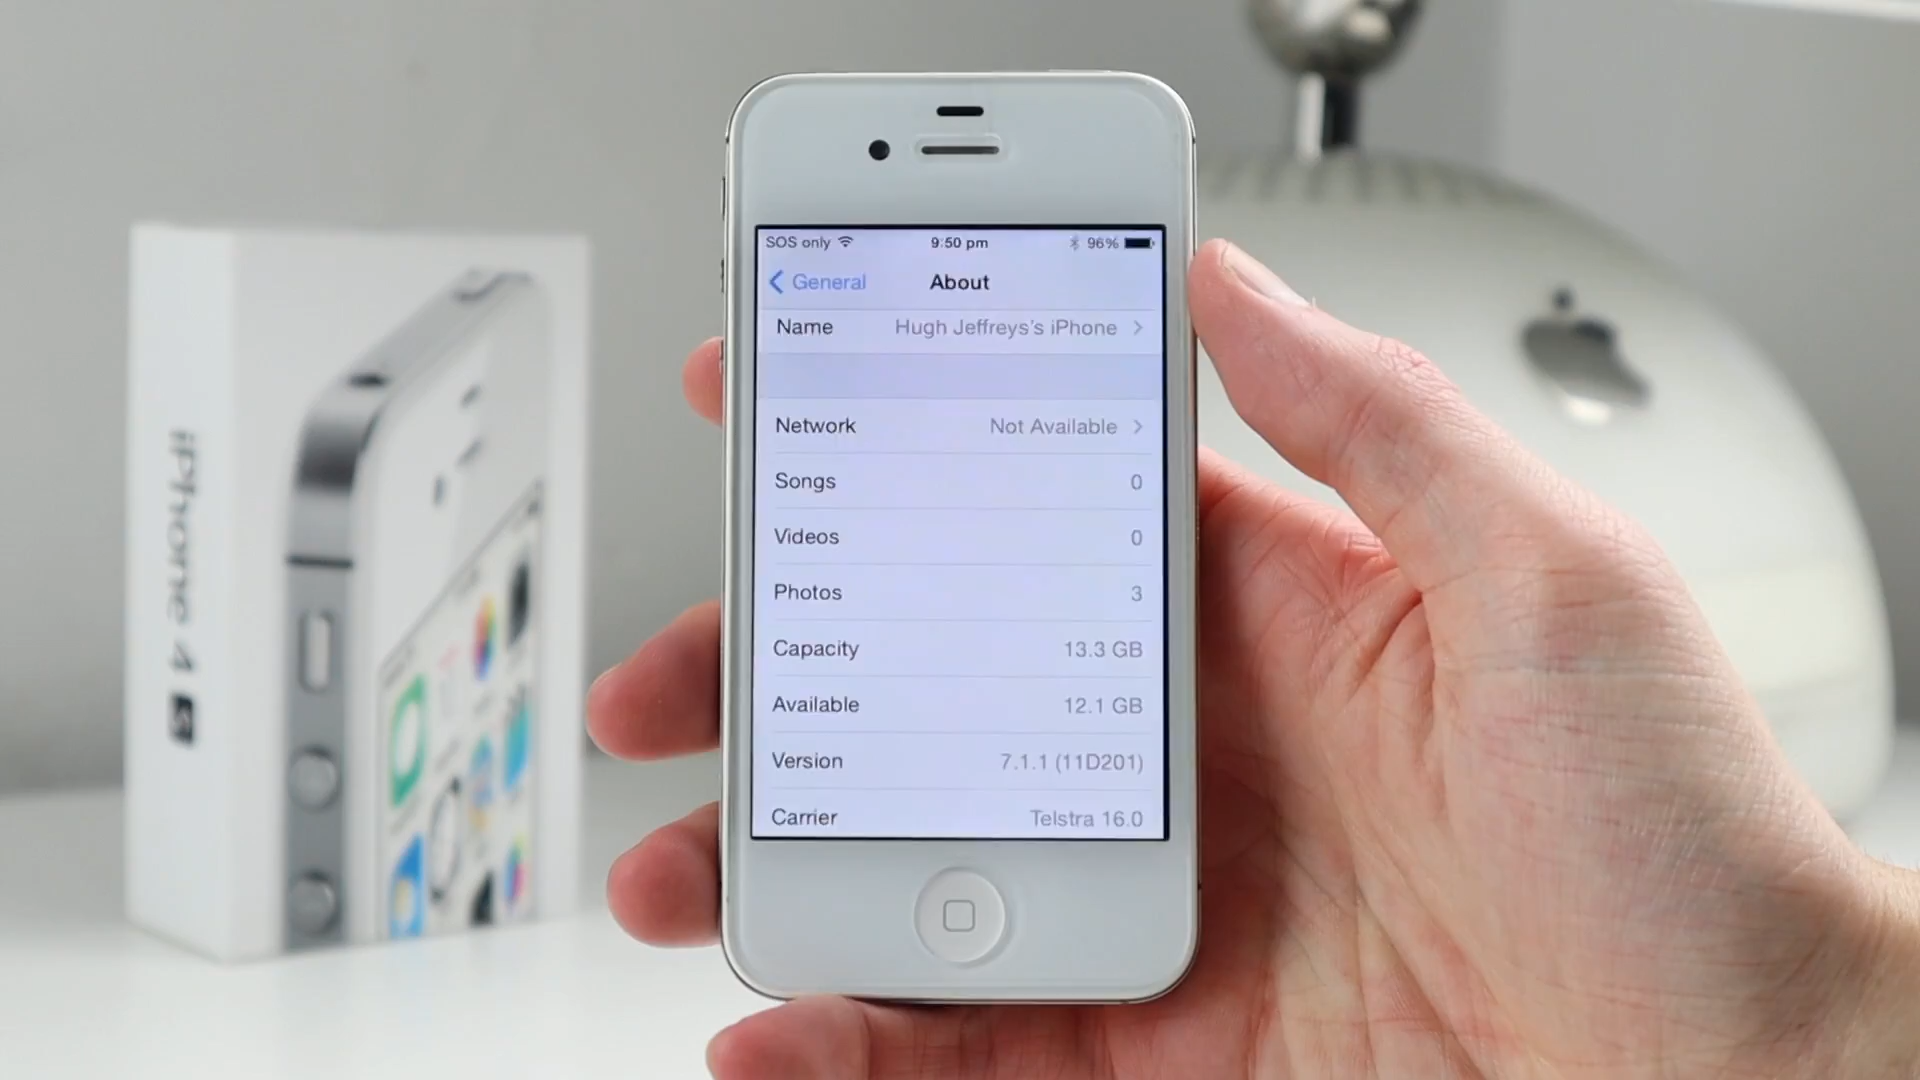 iPhone 4 S
SOS only 9:50 pm 96%
General About
Name Hugh Jeffreys's iPhone
Network Not Available
Songs 0
Videos 0
Photos 3
Capacity 13.3 GB
Available 12.1 GB
Version 7.1.1 (11D201)
Carrier Telstra 16.0